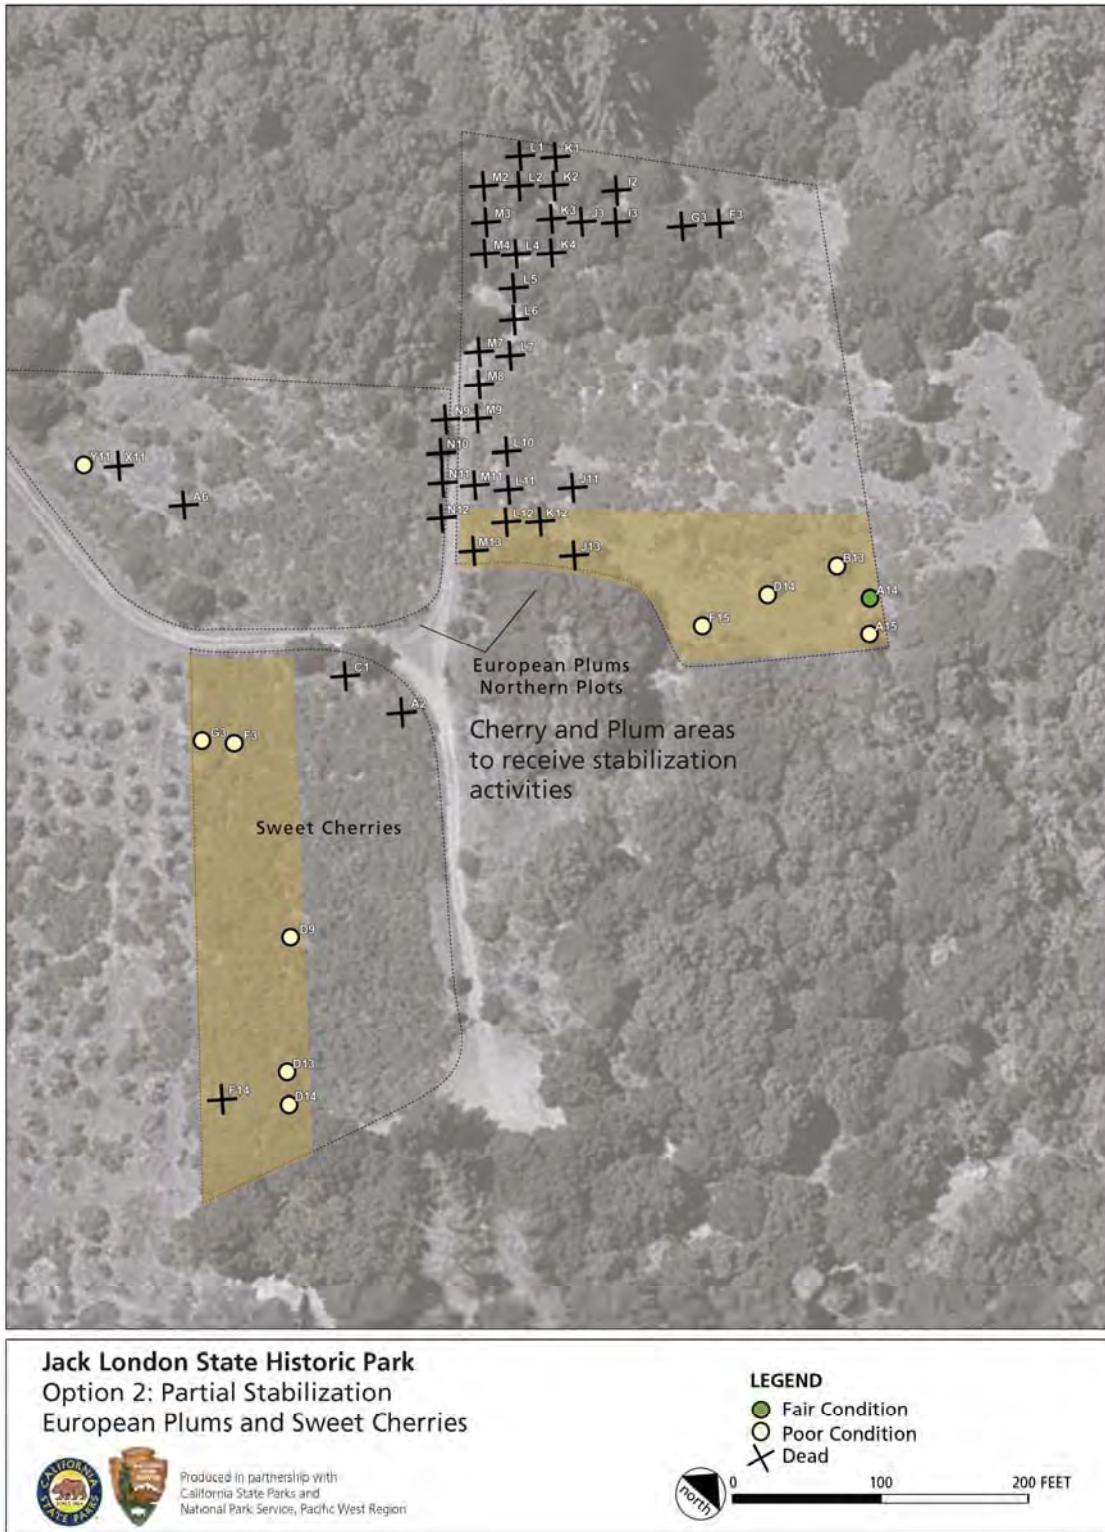 L1 K1
M2 L2 K2 I2
M3 K3 J3 I3 G3 F3
M4 L4 K4
L5
L6
M7 L7
M8
N9 M9
N10 L10
Y11 X11
N11 M11 L11 J11
A6
N12 L12 K12
M13 J13
B13
D14 A14
F15 A15
European Plums
Northern Plots
C1
A2
Cherry and Plum areas
to receive stabilization
activities
G3 F3
Sweet Cherries
D9
D13
F14 D14
Jack London State Historic Park
Option 2: Partial Stabilization
European Plums and Sweet Cherries
CALIFORNIA
STATE PARKS
SINCE 1864
Produced in partnership with
California State Parks and
National Park Service, Pacific West Region
LEGEND
Fair Condition
Poor Condition
Dead
north
0 100 200 FEET